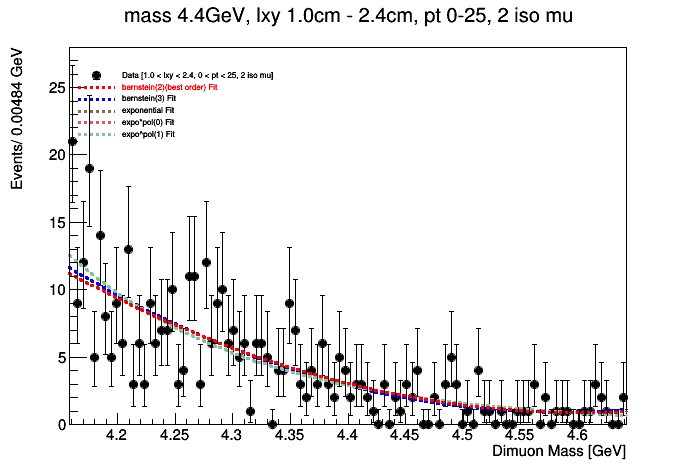 mass 4.4GeV, lxy 1.0cm - 2.4cm, pt 0-25, 2 iso mu
Events/ 0.00484 GeV
25
20
15
10
5
0
Data [1.0 < lxy < 2.4, 0 < pt < 25, 2 iso mu]
bernstein(2)(best order) Fit
bernstein(3) Fit
exponential Fit
expo*pol(0) Fit
expo*pol(1) Fit
4.2 4.25 4.3 4.35 4.4 4.45 4.5 4.55 4.6
Dimuon Mass [GeV]